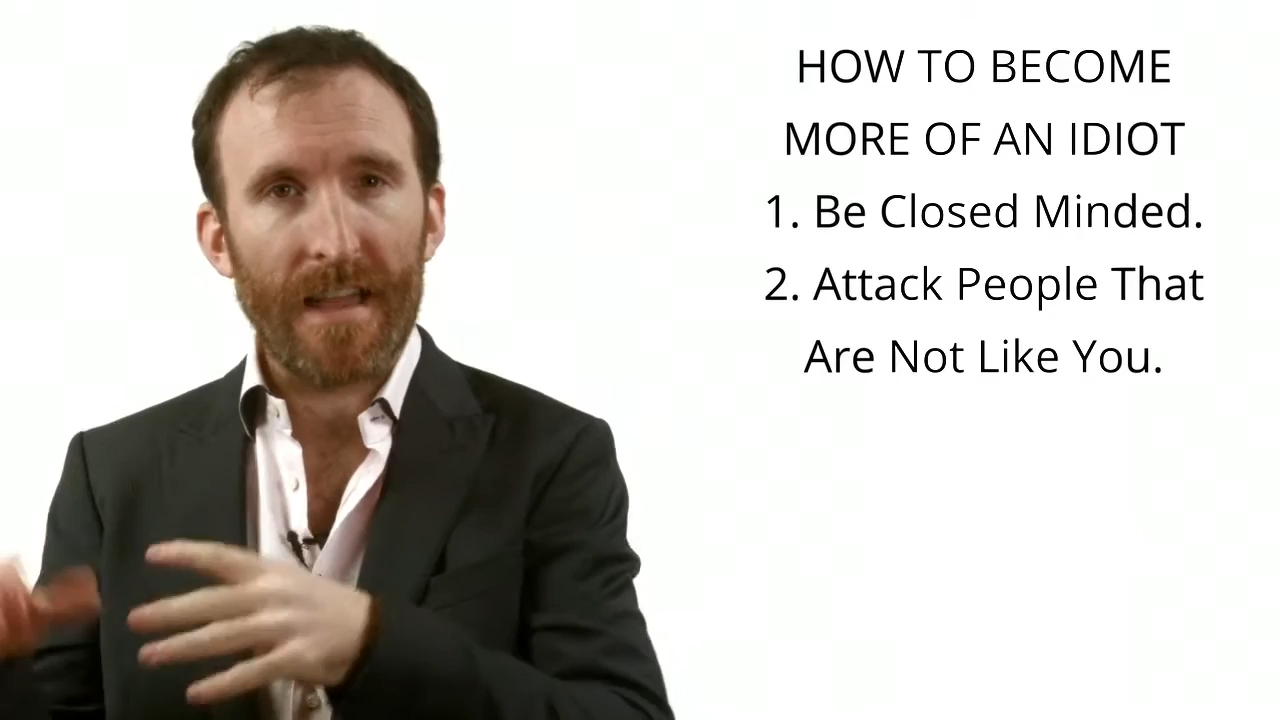 HOW TO BECOME
MORE OF AN IDIOT
1. Be Closed Minded.
2. Attack People That
Are Not Like You.